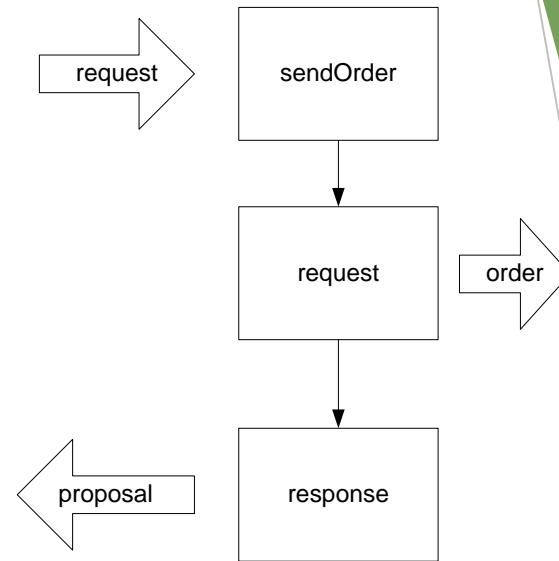 request
sendOrder
request
order
proposal
response